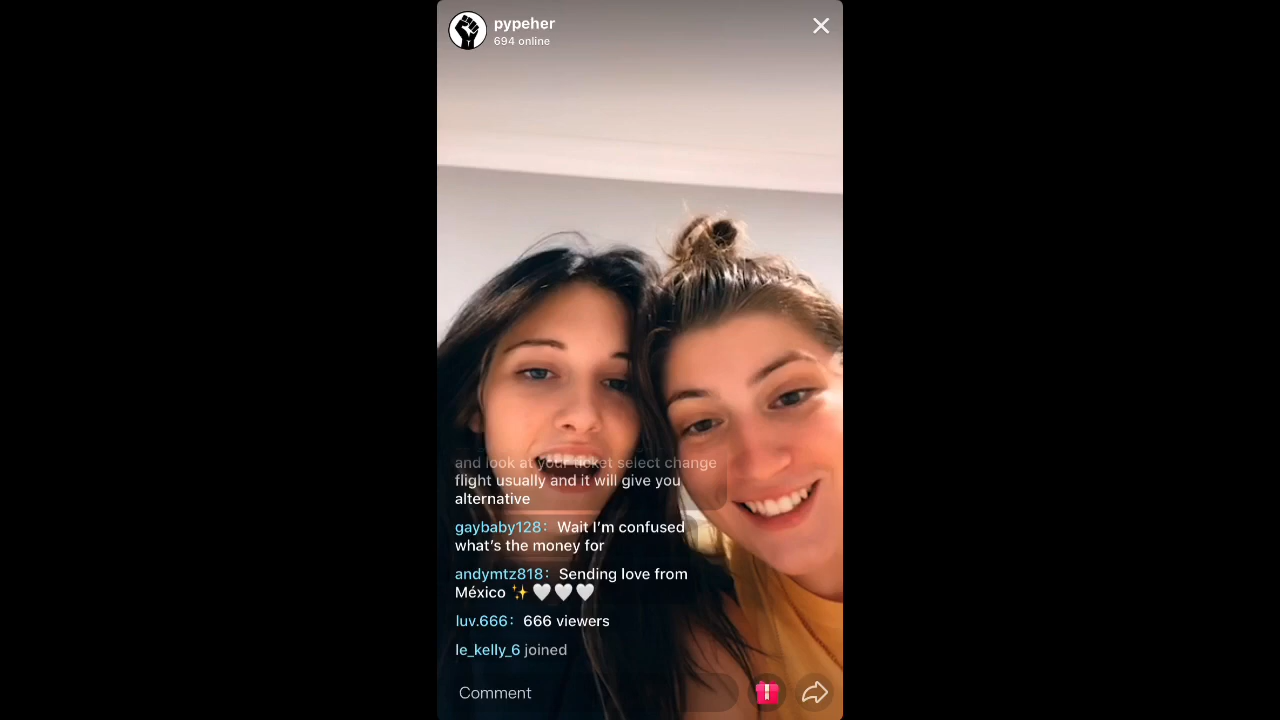 pypeher
694 online
and look at your ticket select change
flight usually and it will give you
alternative
gaybaby128: Wait I’m confused
what’s the money for
andymtz818: Sending love from
México ✨🤍🤍🤍
luv.666: 666 viewers
le_kelly_6 joined
Comment